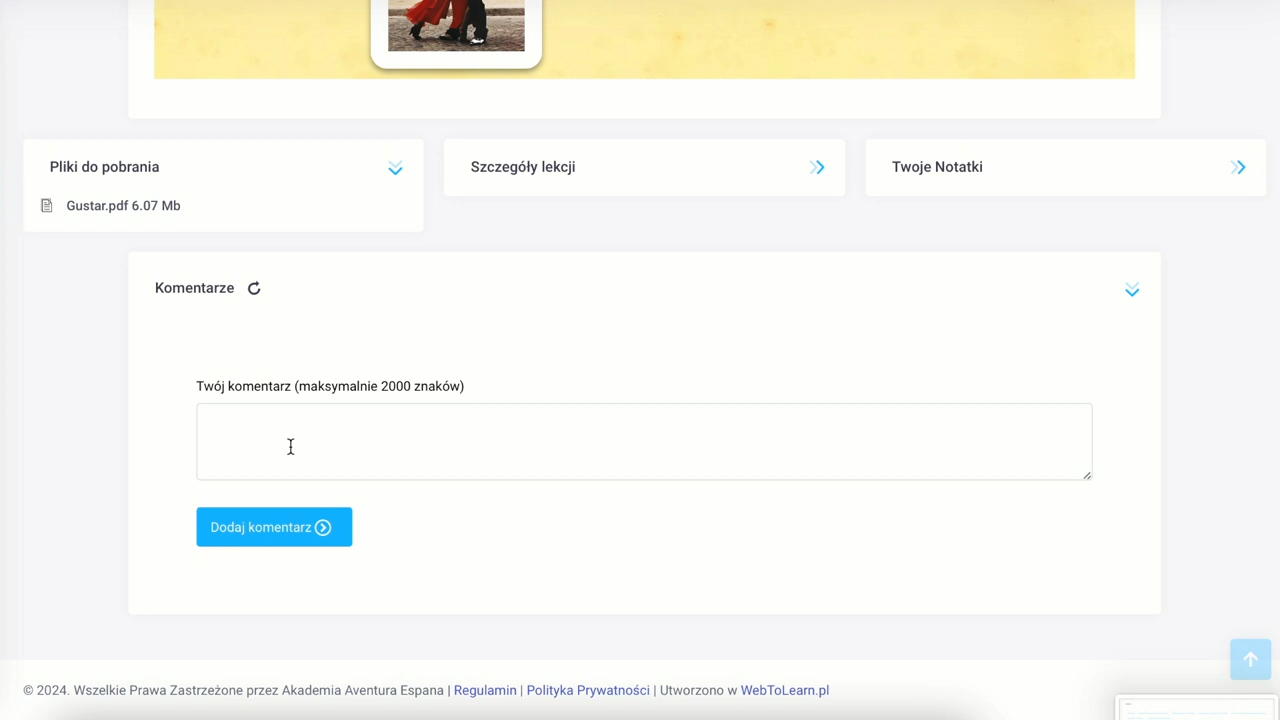 Pliki do pobrania
Gustar.pdf 6.07 Mb
Szczegóły lekcji
Twoje Notatki
Komentarze
Twój komentarz (maksymalnie 2000 znaków)
Dodaj komentarz
© 2024. Wszelkie Prawa Zastrzeżone przez Akademia Aventura Espana | Regulamin | Polityka Prywatności | Utworzono w WebToLearn.pl